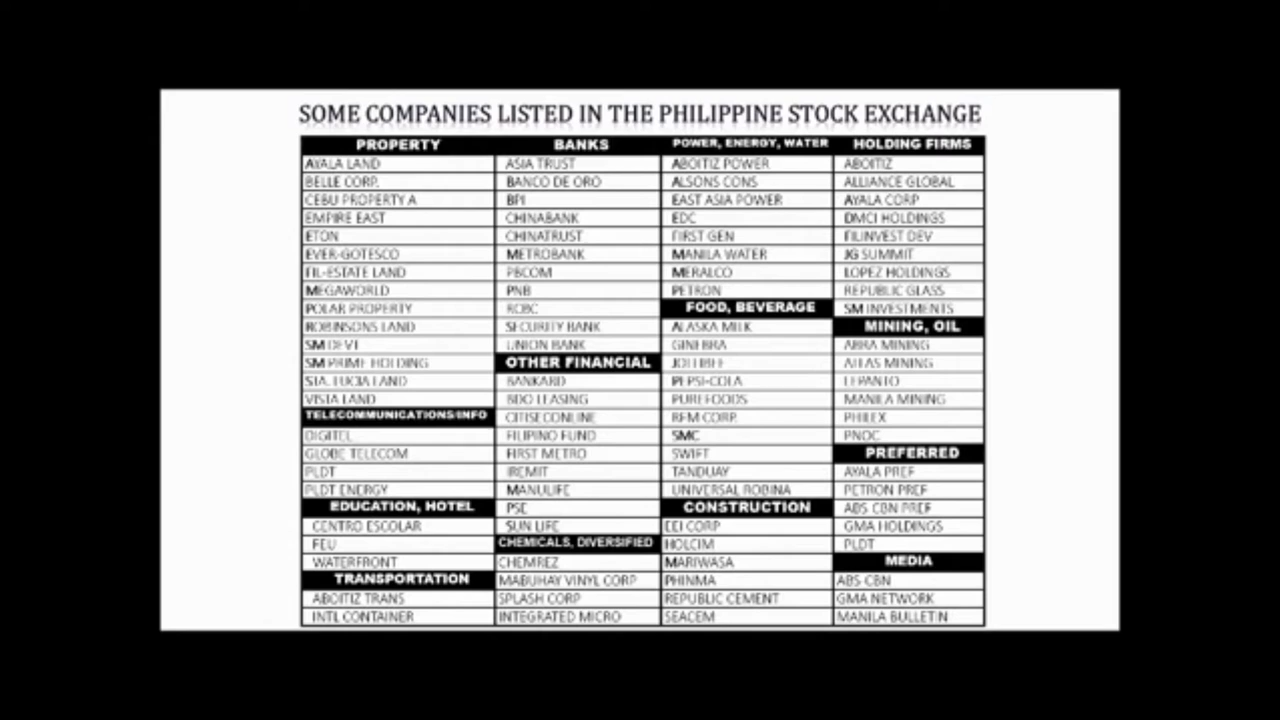 SOME COMPANIES LISTED IN THE PHILIPPINE STOCK EXCHANGE
PROPERTY
AYALA LAND
BELLE CORP.
CEBU PROPERTY A
EMPIRE EAST
ETON
EVER-GOTESCO
FIL-ESTATE LAND
MEGAWORLD
POLAR PROPERTY
ROBINSONS LAND
SM DEVT
SM PRIME HOLDING
STA. LUCIA LAND
VISTA LAND
TELECOMMUNICATIONS/INFO
DIGITEL
GLOBE TELECOM
PLDT
PLDT ENERGY
EDUCATION, HOTEL
CENTRO ESCOLAR
FEU
WATERFRONT
TRANSPORTATION
ABOITIZ TRANS
INTL CONTAINER
BANKS
ASIA TRUST
BANCO DE ORO
BPI
CHINABANK
CHINATRUST
METROBANK
PBCOM
PNB
RCBC
SECURITY BANK
UNION BANK
OTHER FINANCIAL
BANKARD
BDO LEASING
CITISECONLINE
FILIPINO FUND
FIRST METRO
IREMIT
MANULIFE
PSE
SUN LIFE
CHEMICALS, DIVERSIFIED
CHEMREZ
MABUHAY VINYL CORP
SPLASH CORP
INTEGRATED MICRO
POWER, ENERGY, WATER
ABOITIZ POWER
ALSONS CONS
EAST ASIA POWER
EDC
FIRST GEN
MANILA WATER
MERALCO
PETRON
FOOD, BEVERAGE
ALASKA MILK
GINEBRA
JOLLIBEE
PEPSI-COLA
PUREFOODS
RFM CORP.
SMC
SWIFT
TANDUAY
UNIVERSAL ROBINA
CONSTRUCTION
EEI CORP
HOLCIM
MARIWASA
PHINMA
REPUBLIC CEMENT
SEACEM
HOLDING FIRMS
ABOITIZ
ALLIANCE GLOBAL
AYALA CORP
DMCI HOLDINGS
FILINVEST DEV
JG SUMMIT
LOPEZ HOLDINGS
REPUBLIC GLASS
SM INVESTMENTS
MINING, OIL
ABRA MINING
ATLAS MINING
LEPANTO
MANILA MINING
PHILEX
PNOC
PREFERRED
AYALA PREF
PETRON PREF
ABS CBN PREF
GMA HOLDINGS
PLDT
MEDIA
ABS-CBN
GMA NETWORK
MANILA BULLETIN